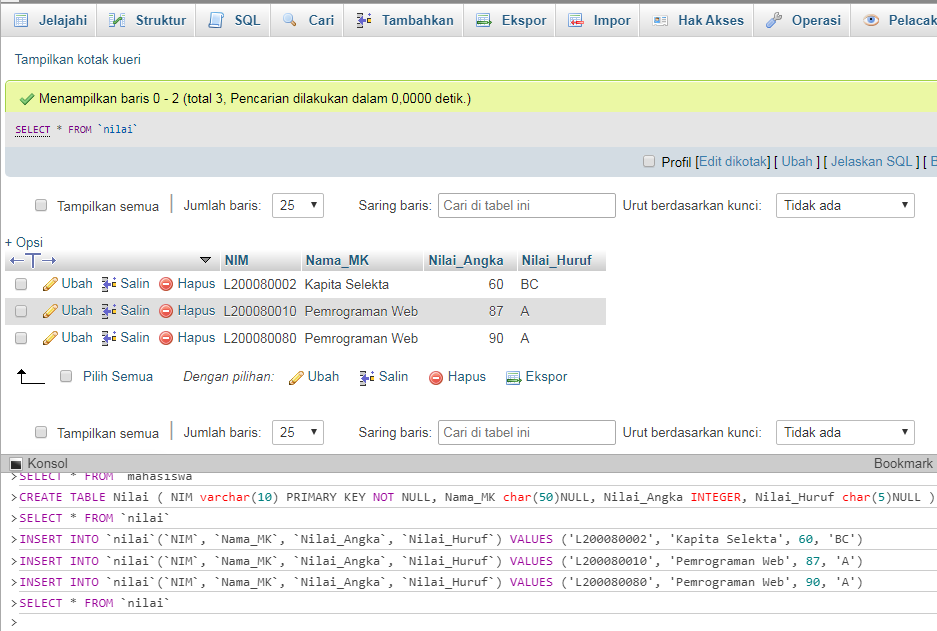 Jelajahi Struktur SQL Cari Tambahkan Ekspor Impor Hak Akses Operasi Pelacak
Tampilkan kotak kueri
Menampilkan baris 0 - 2 (total 3, Pencarian dilakukan dalam 0,0000 detik.)
SELECT * FROM `nilai`
Profil [Edit dikotak] [ Ubah ] [ Jelaskan SQL ] [
Tampilkan semua Jumlah baris: 25 Saring baris: Cari di tabel ini Urut berdasarkan kunci: Tidak ada
+ Opsi
NIM Nama_MK Nilai_Angka Nilai_Huruf
Ubah Salin Hapus L200080002 Kapita Selekta 60 BC
Ubah Salin Hapus L200080010 Pemrograman Web 87 A
Ubah Salin Hapus L200080080 Pemrograman Web 90 A
Pilih Semua Dengan pilihan: Ubah Salin Hapus Ekspor
Tampilkan semua Jumlah baris: 25 Saring baris: Cari di tabel ini Urut berdasarkan kunci: Tidak ada
Konsol Bookmark
>SELECT * FROM `mahasiswa`
>CREATE TABLE Nilai ( NIM varchar(10) PRIMARY KEY NOT NULL, Nama_MK char(50)NULL, Nilai_Angka INTEGER, Nilai_Huruf char(5)NULL )
>SELECT * FROM `nilai`
>INSERT INTO `nilai`(`NIM`, `Nama_MK`, `Nilai_Angka`, `Nilai_Huruf`) VALUES ('L200080002', 'Kapita Selekta', 60, 'BC')
>INSERT INTO `nilai`(`NIM`, `Nama_MK`, `Nilai_Angka`, `Nilai_Huruf`) VALUES ('L200080010', 'Pemrograman Web', 87, 'A')
>INSERT INTO `nilai`(`NIM`, `Nama_MK`, `Nilai_Angka`, `Nilai_Huruf`) VALUES ('L200080080', 'Pemrograman Web', 90, 'A')
>SELECT * FROM `nilai`
>